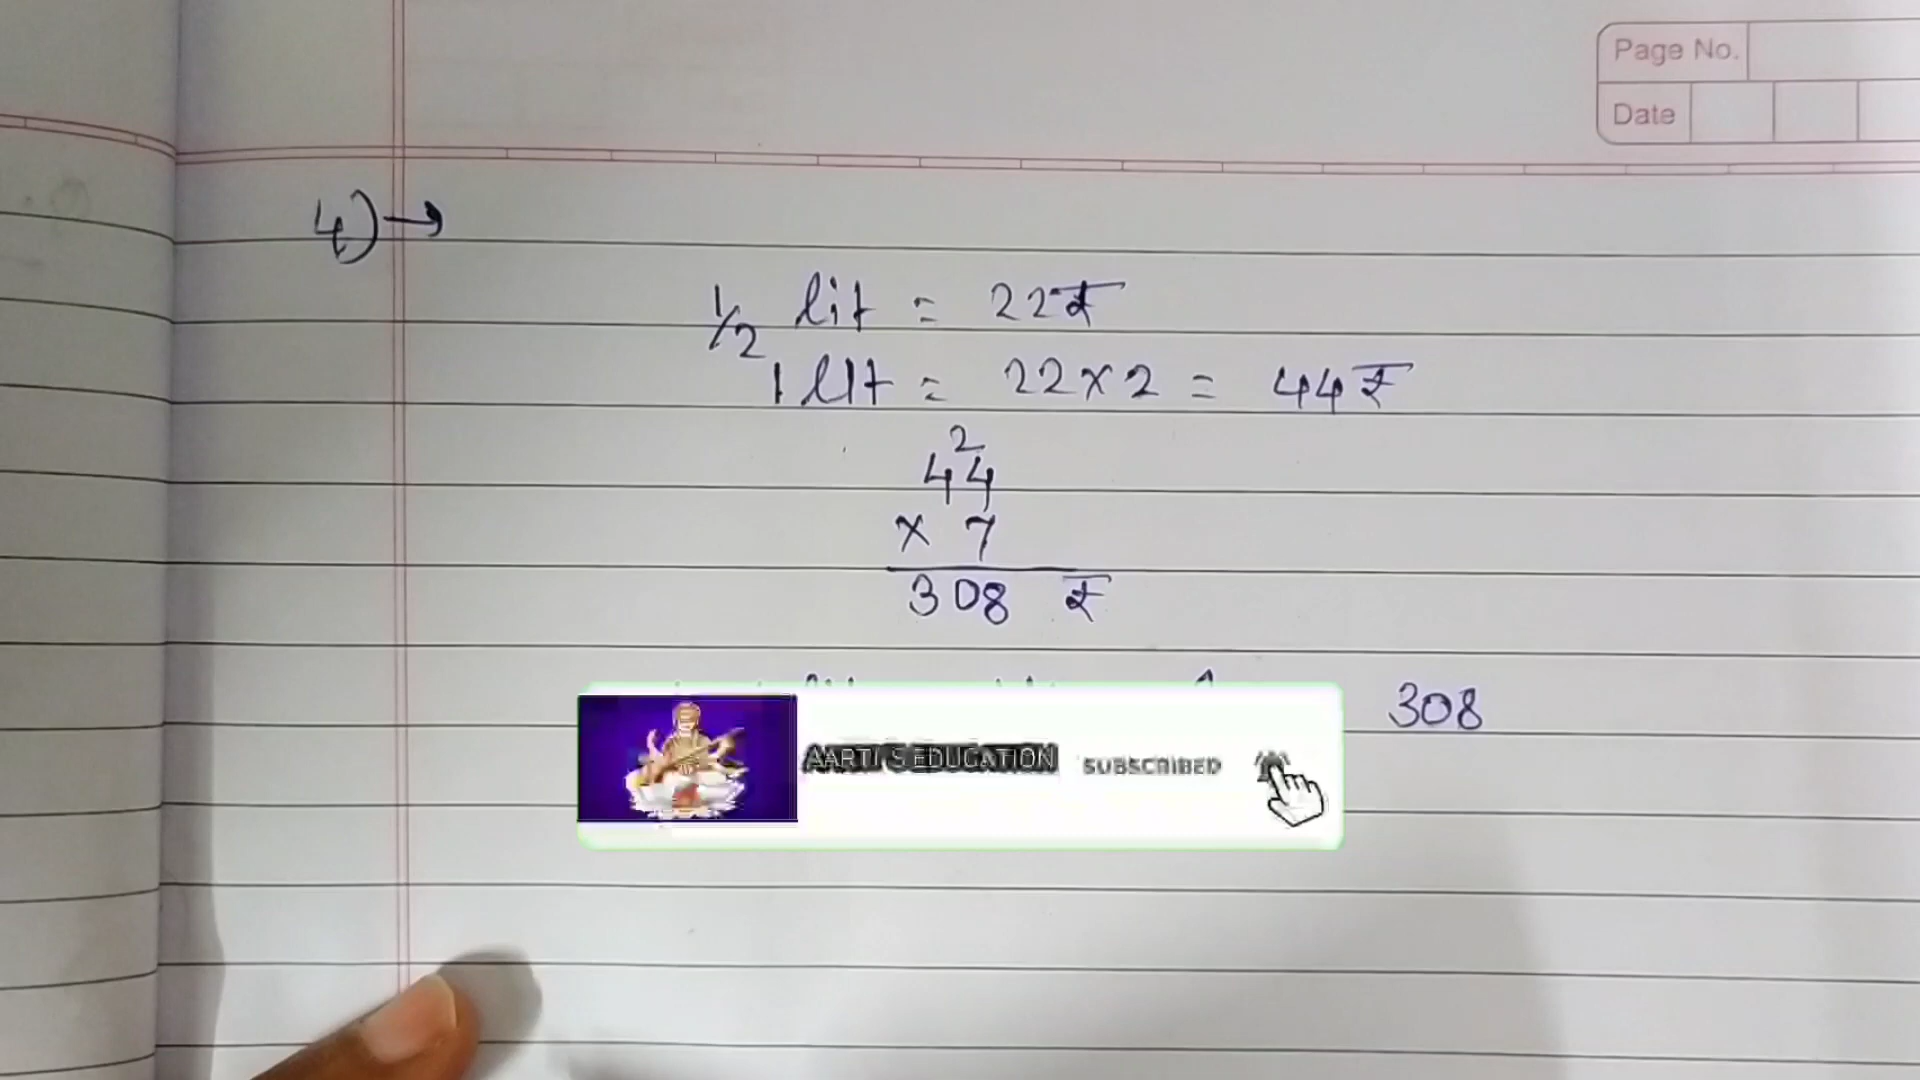 Page No.
Date
4) →
1/2 lit = 22 ₹
1 lit = 22 × 2 = 44 ₹
2
44
× 7
308 ₹
308
AARTI'S EDUCATION SUBSCRIBED